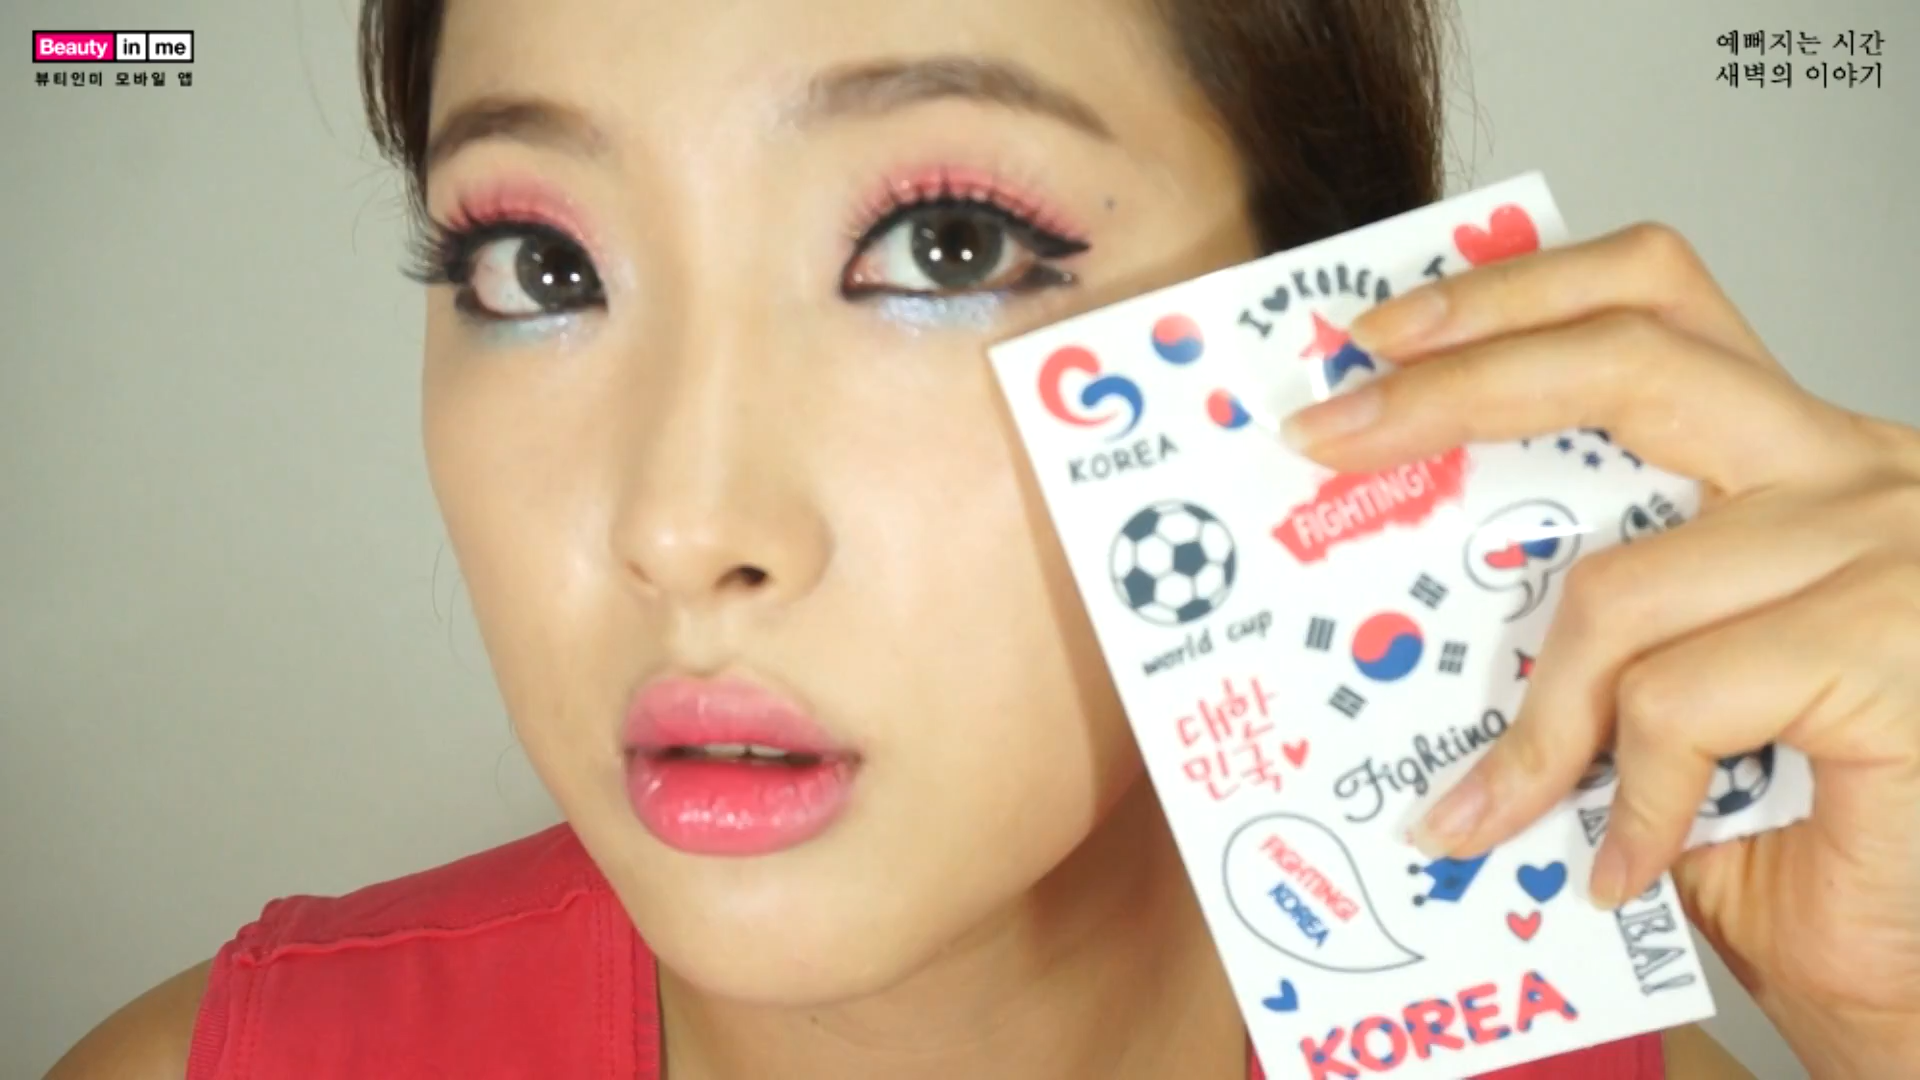 Beauty in me
뷰티인미 모바일 앱
예뻐지는 시간
새벽의 이야기
I KOREA
KOREA
FIGHTING!
world cup
대한
민국
Fighting
FIGHTING!
KOREA
KOREA